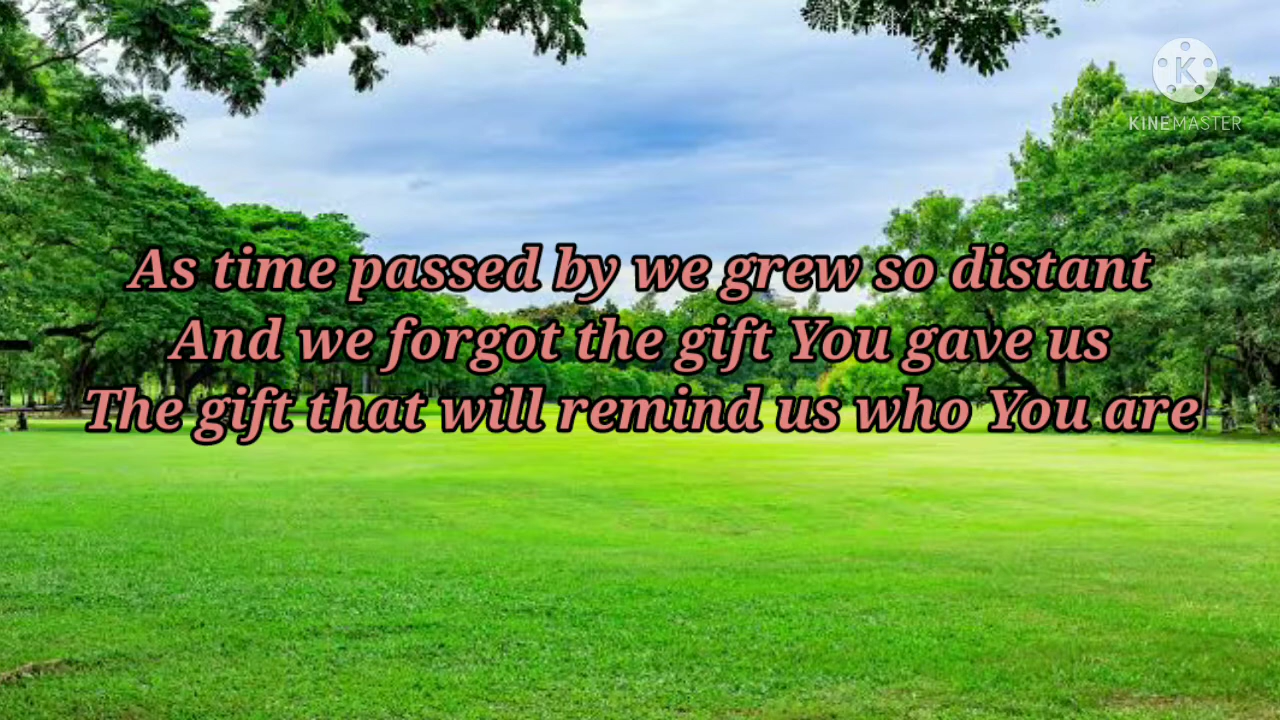 K
KINEMASTER
As time passed by we grew so distant
And we forgot the gift You gave us
The gift that will remind us who You are